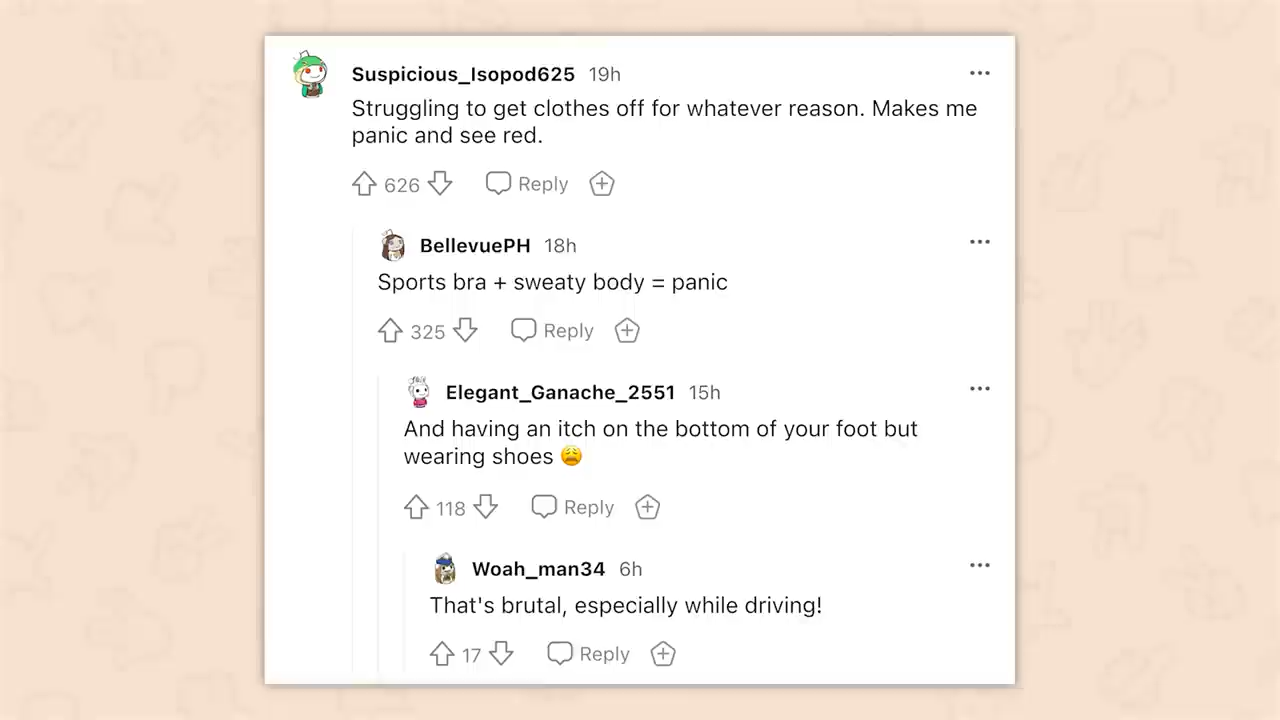 Suspicious_Isopod625 19h
Struggling to get clothes off for whatever reason. Makes me
panic and see red.
626 Reply
BellevuePH 18h
Sports bra + sweaty body = panic
325 Reply
Elegant_Ganache_2551 15h
And having an itch on the bottom of your foot but
wearing shoes 😩
118 Reply
Woah_man34 6h
That's brutal, especially while driving!
17 Reply